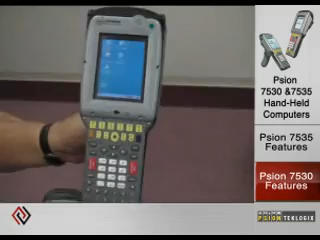 Psion
7530 &7535
Hand-Held
Computers
Psion 7535
Features
Psion 7530
Features
PSION TEKLOGIX